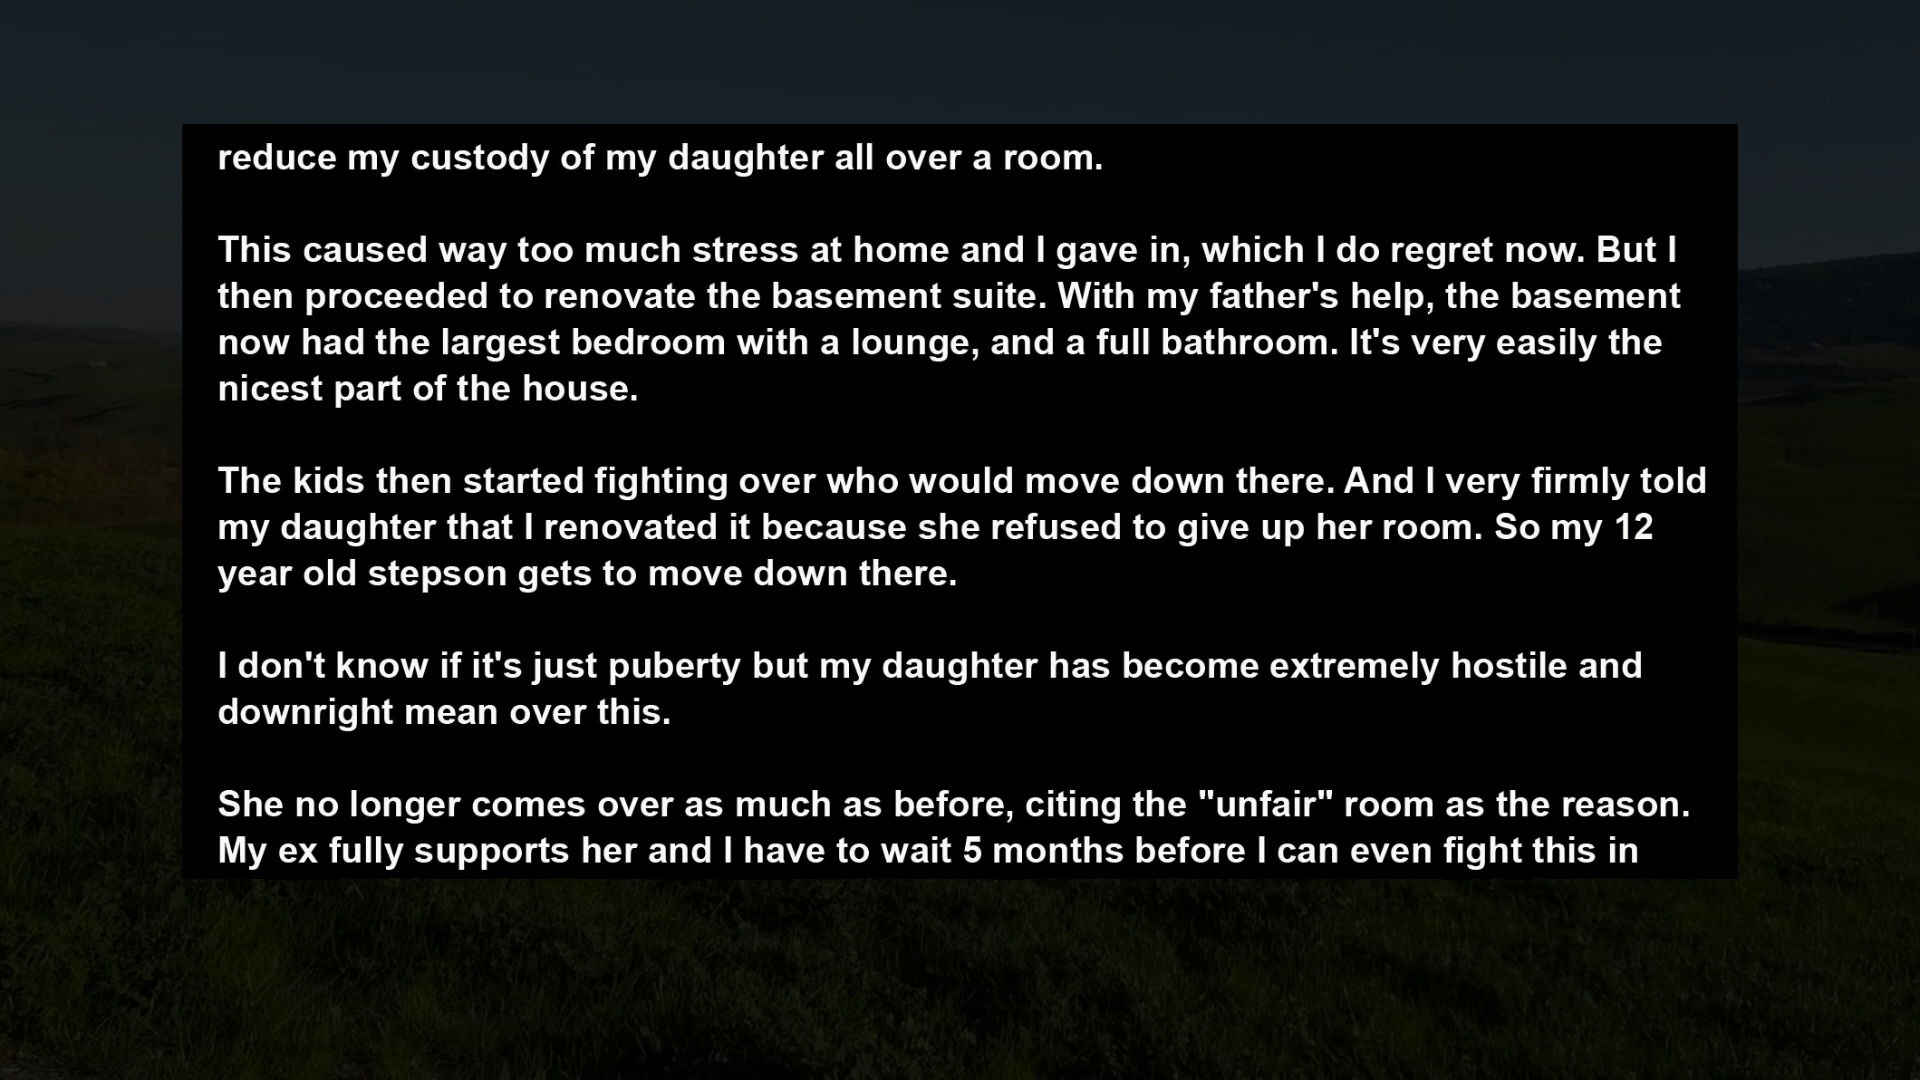 reduce my custody of my daughter all over a room.
This caused way too much stress at home and I gave in, which I do regret now. But I
then proceeded to renovate the basement suite. With my father's help, the basement
now had the largest bedroom with a lounge, and a full bathroom. It's very easily the
nicest part of the house.
The kids then started fighting over who would move down there. And I very firmly told
my daughter that I renovated it because she refused to give up her room. So my 12
year old stepson gets to move down there.
I don't know if it's just puberty but my daughter has become extremely hostile and
downright mean over this.
She no longer comes over as much as before, citing the "unfair" room as the reason.
My ex fully supports her and I have to wait 5 months before I can even fight this in